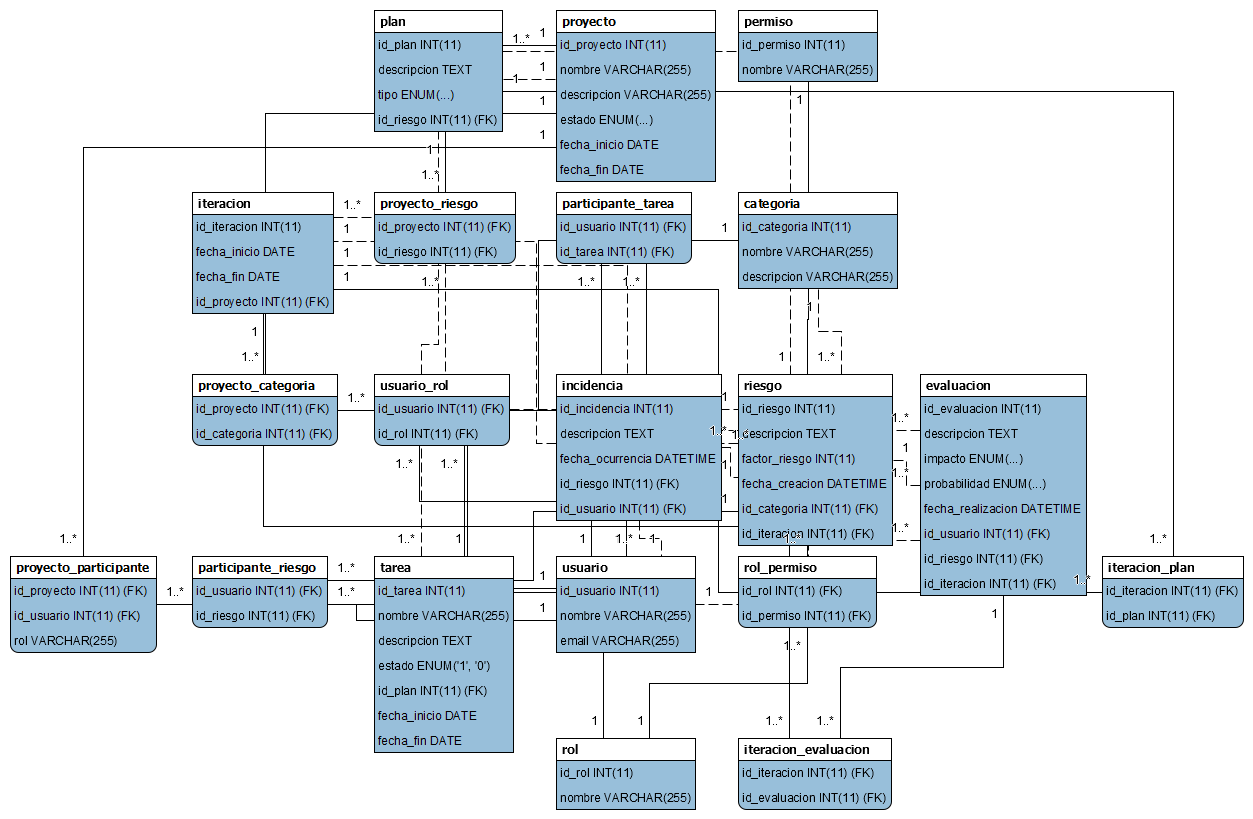 plan
id_plan INT(11)
descripcion TEXT
tipo ENUM(...)
id_riesgo INT(11) (FK)
proyecto
id_proyecto INT(11)
nombre VARCHAR(255)
descripcion VARCHAR(255)
estado ENUM(...)
fecha_inicio DATE
fecha_fin DATE
permiso
id_permiso INT(11)
nombre VARCHAR(255)
1..*
1
1
1
1
1
1
1
1..*
iteracion
id_iteracion INT(11)
fecha_inicio DATE
fecha_fin DATE
id_proyecto INT(11) (FK)
proyecto_riesgo
id_proyecto INT(11) (FK)
id_riesgo INT(11) (FK)
participante_tarea
id_usuario INT(11) (FK)
id_tarea INT(11) (FK)
categoria
id_categoria INT(11)
nombre VARCHAR(255)
descripcion VARCHAR(255)
1..*
1
1
1
1
1..*
1..*
1..*
1
1
1..*
1
1..*
1
proyecto_categoria
id_proyecto INT(11) (FK)
id_categoria INT(11) (FK)
1..*
usuario_rol
id_usuario INT(11) (FK)
id_rol INT(11) (FK)
incidencia
id_incidencia INT(11)
descripcion TEXT
fecha_ocurrencia DATETIME
id_riesgo INT(11) (FK)
id_usuario INT(11) (FK)
riesgo
id_riesgo INT(11)
descripcion TEXT
factor_riesgo INT(11)
fecha_creacion DATETIME
id_categoria INT(11) (FK)
id_iteracion INT(11) (FK)
evaluacion
id_evaluacion INT(11)
descripcion TEXT
impacto ENUM(...)
probabilidad ENUM(...)
fecha_realizacion DATETIME
id_usuario INT(11) (FK)
id_riesgo INT(11) (FK)
id_iteracion INT(11) (FK)
1
1..*
1
1
1..*
1
1..*
1..*
1..*
1..*
1..*
1
1
1..*
1
1..*
1..*
proyecto_participante
id_proyecto INT(11) (FK)
id_usuario INT(11) (FK)
rol VARCHAR(255)
1..*
participante_riesgo
id_usuario INT(11) (FK)
id_riesgo INT(11) (FK)
1..*
1..*
tarea
id_tarea INT(11)
nombre VARCHAR(255)
descripcion TEXT
estado ENUM('1', '0')
id_plan INT(11) (FK)
fecha_inicio DATE
fecha_fin DATE
1
1
usuario
id_usuario INT(11)
nombre VARCHAR(255)
email VARCHAR(255)
1
rol_permiso
id_rol INT(11) (FK)
id_permiso INT(11) (FK)
1..*
iteracion_plan
id_iteracion INT(11) (FK)
id_plan INT(11) (FK)
1
1..*
1
1
1..*
1..*
rol
id_rol INT(11)
nombre VARCHAR(255)
iteracion_evaluacion
id_iteracion INT(11) (FK)
id_evaluacion INT(11) (FK)